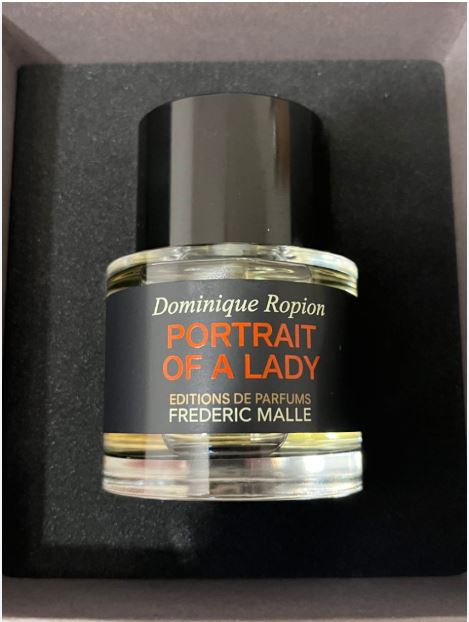 Dominique Ropion
PORTRAIT
OF A LADY
EDITIONS DE PARFUMS
FREDERIC MALLE